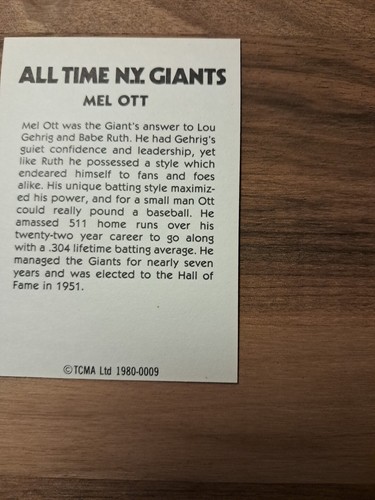 ALL TIME N.Y. GIANTS
MEL OTT
Mel Ott was the Giant's answer to Lou
Gehrig and Babe Ruth. He had Gehrig's
guiet confidence and leadership, yet
like Ruth he possessed a style which
endeared himself to fans and foes
alike. His unique batting style maximiz-
ed his power, and for a small man Ott
could really pound a baseball. He
amassed 511 home runs over his
twenty-two year career to go along
with a .304 lifetime batting average. He
managed the Giants for nearly seven
years and was elected to the Hall of
Fame in 1951.
©TCMA Ltd 1980-0009